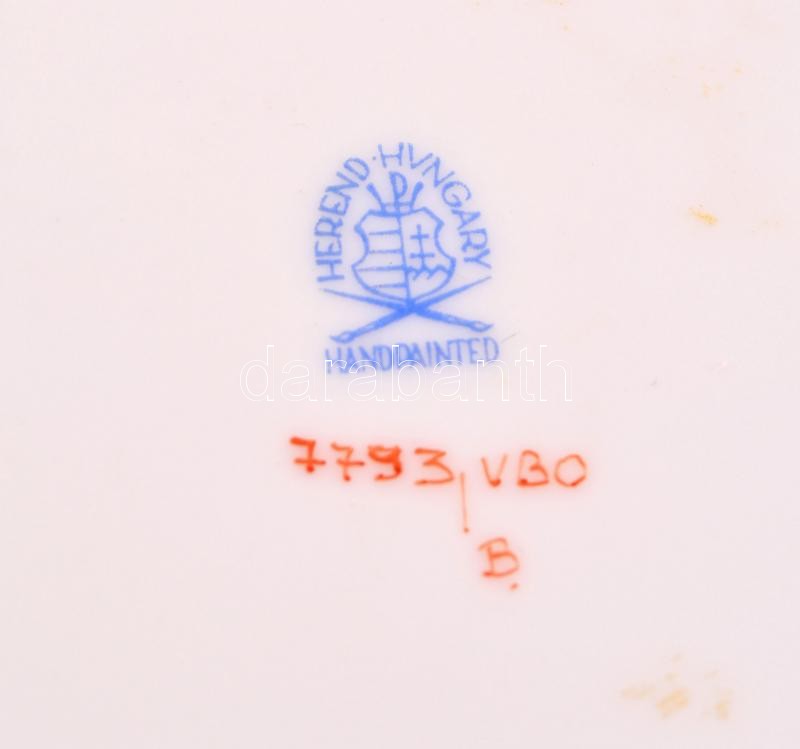 HEREND · HVNGARY
HANDPAINTED
darabanth
7793/VBO
B.